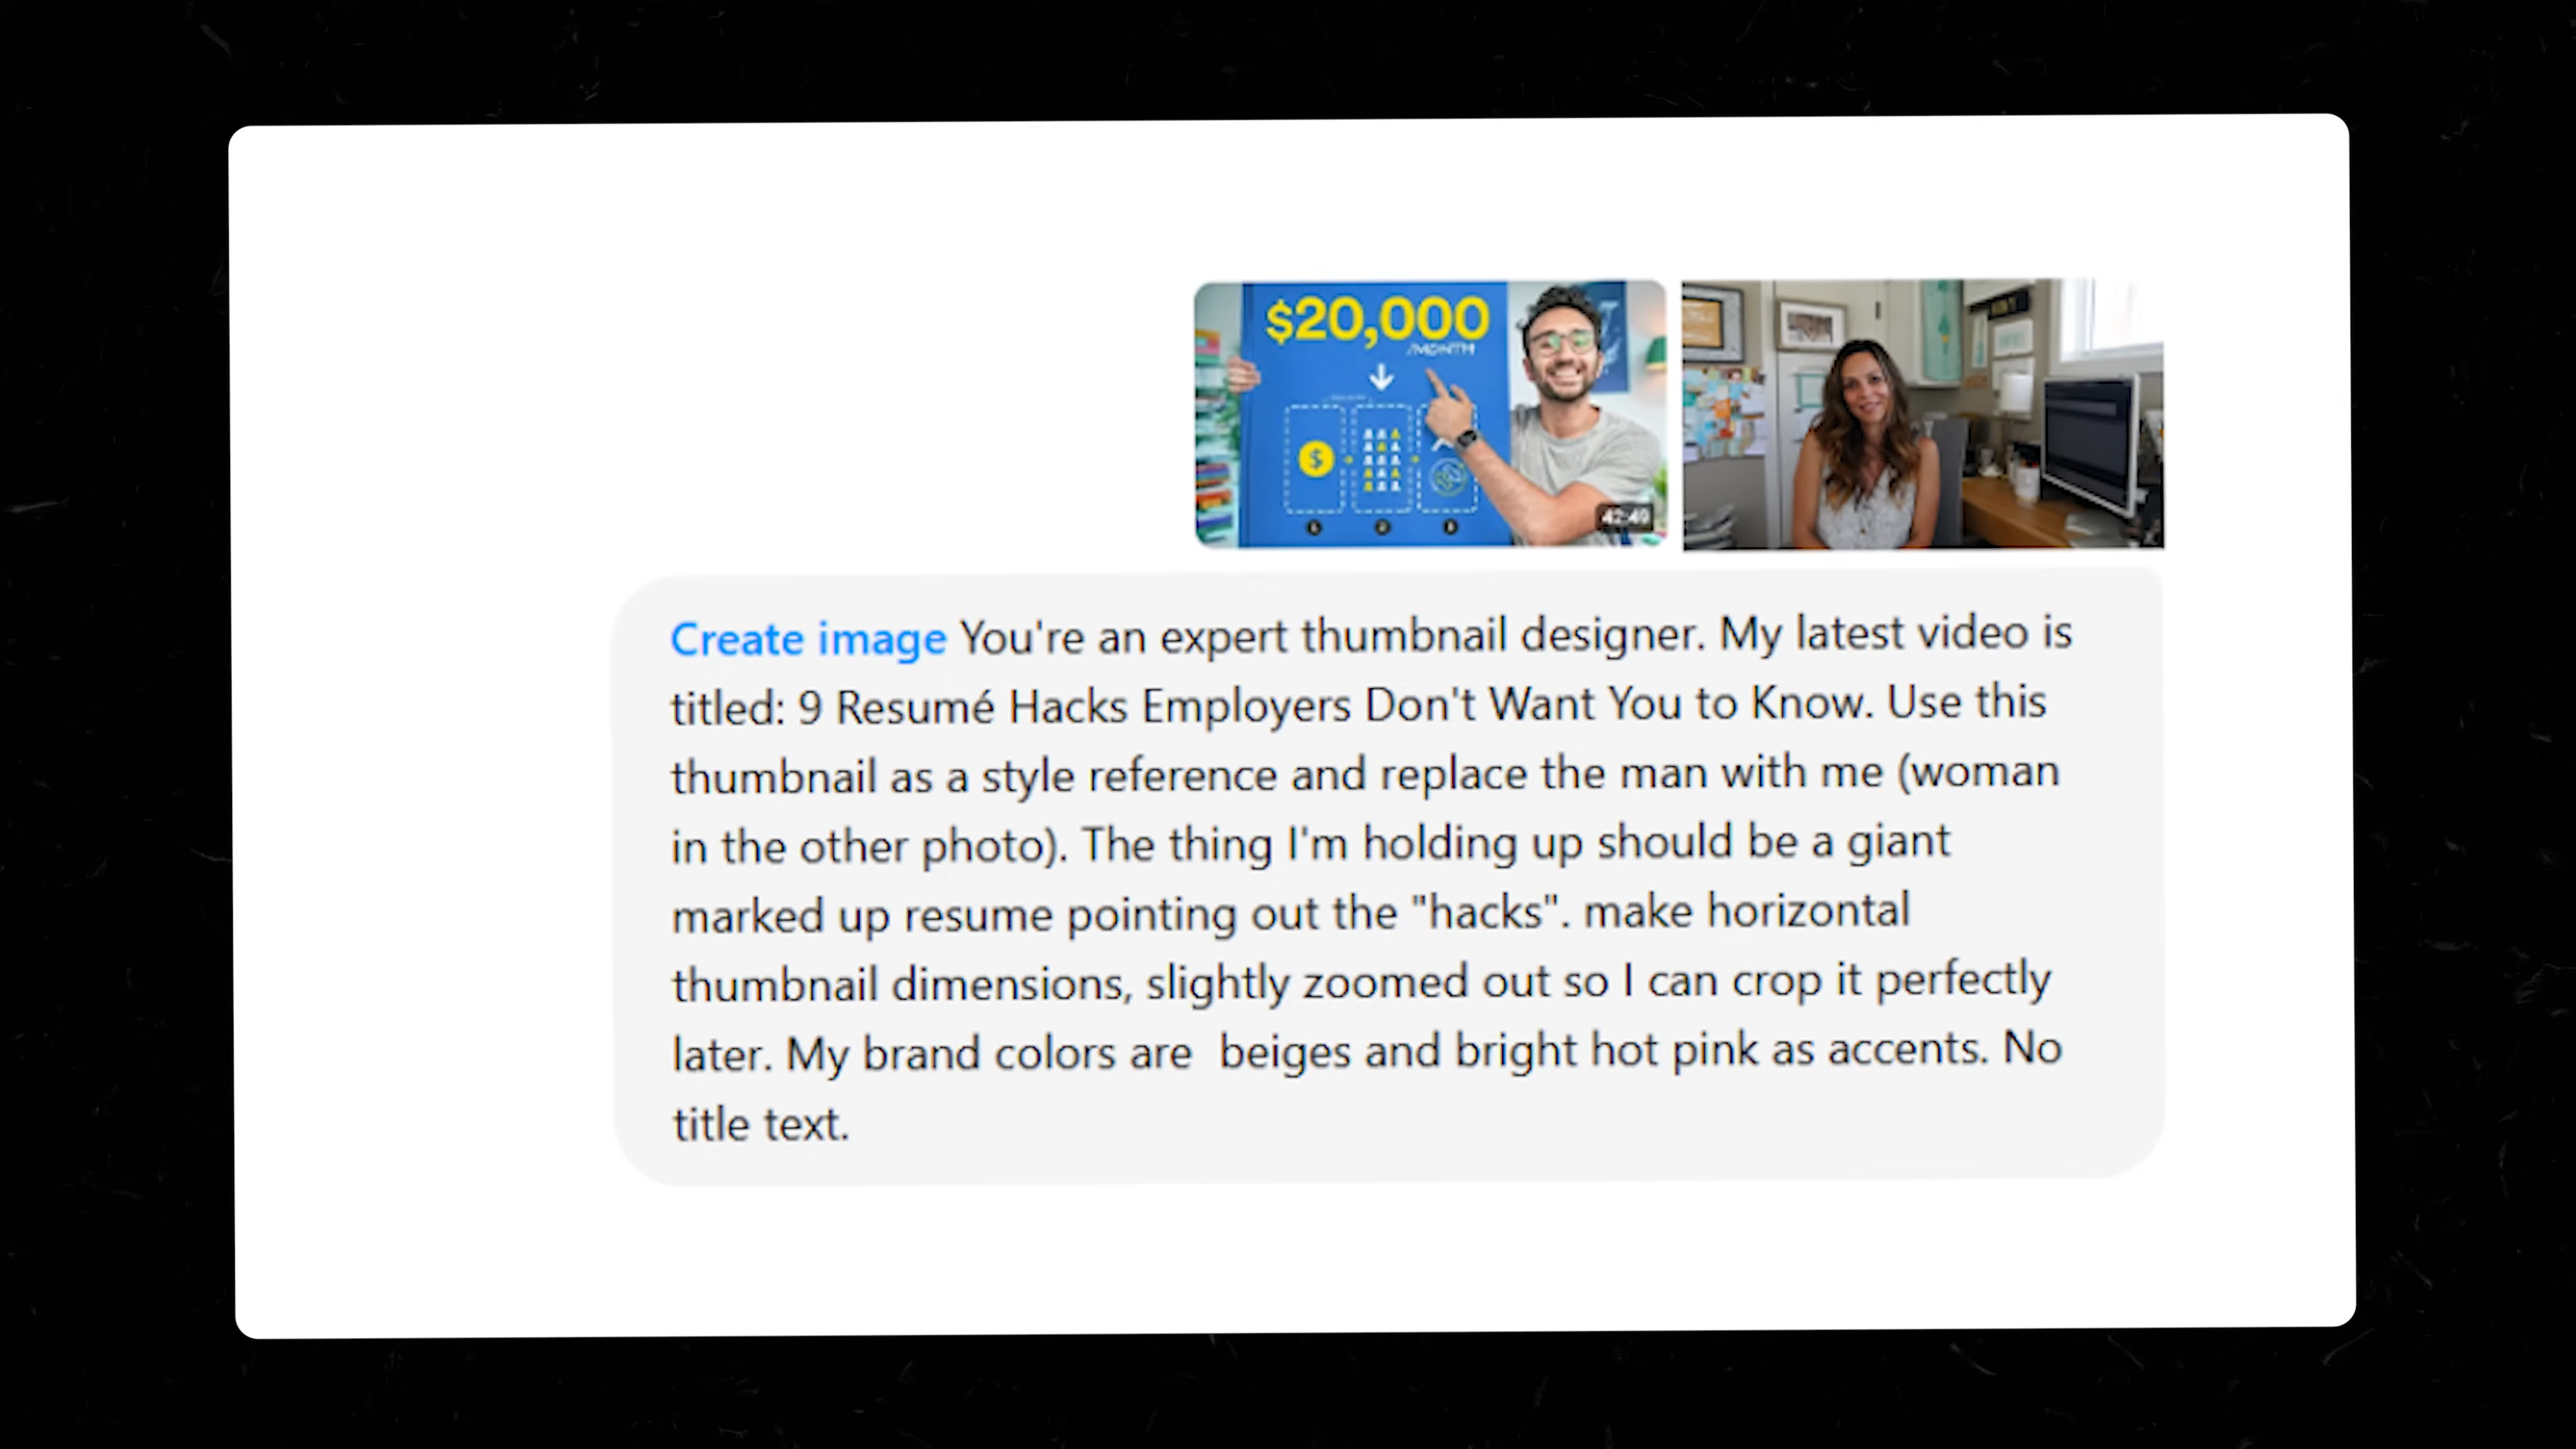 $20,000
/MONTH
$
42:49
Create image You're an expert thumbnail designer. My latest video is
titled: 9 Resumé Hacks Employers Don't Want You to Know. Use this
thumbnail as a style reference and replace the man with me (woman
in the other photo). The thing I'm holding up should be a giant
marked up resume pointing out the "hacks". make horizontal
thumbnail dimensions, slightly zoomed out so I can crop it perfectly
later. My brand colors are  beiges and bright hot pink as accents. No
title text.